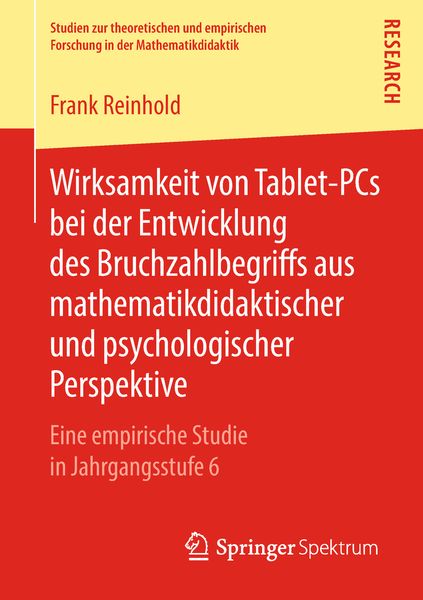 Studien zur theoretischen und empirischen
Forschung in der Mathematikdidaktik
RESEARCH
Frank Reinhold
Wirksamkeit von Tablet-PCs
bei der Entwicklung
des Bruchzahlbegriffs aus
mathematikdidaktischer
und psychologischer
Perspektive
Eine empirische Studie
in Jahrgangsstufe 6
Springer Spektrum